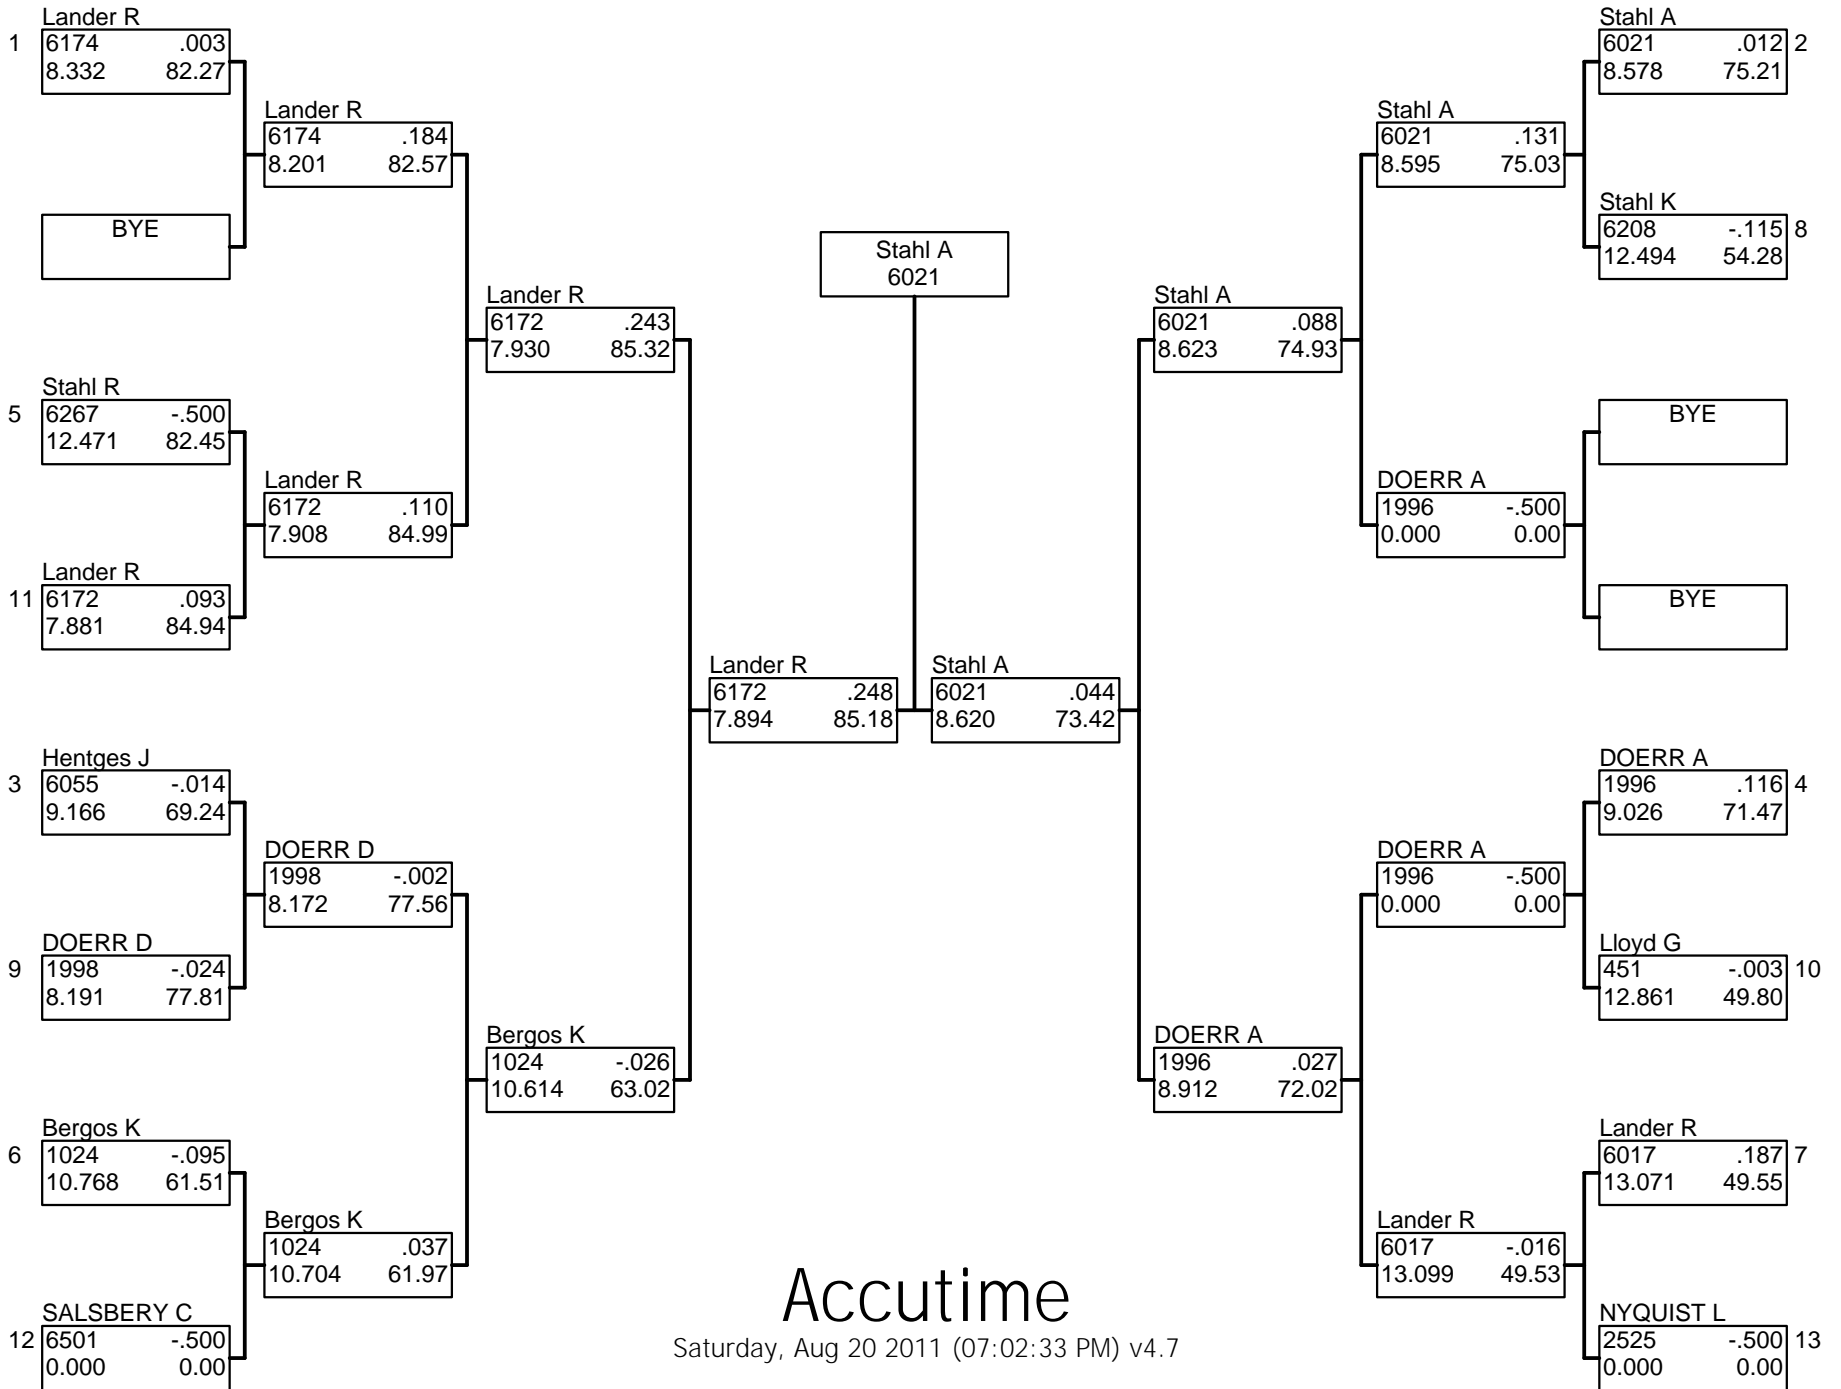 Lander R
1 6174 .003
8.332 82.27
BYE
Stahl R
5 6267 -.500
12.471 82.45
Lander R
11 6172 .093
7.881 84.94
Hentges J
3 6055 -.014
9.166 69.24
DOERR D
9 1998 -.024
8.191 77.81
Bergos K
6 1024 -.095
10.768 61.51
SALSBERY C
12 6501 -.500
0.000 0.00
Lander R
6174 .184
8.201 82.57
Lander R
6172 .110
7.908 84.99
DOERR D
1998 -.002
8.172 77.56
Bergos K
1024 .037
10.704 61.97
Lander R
6172 .243
7.930 85.32
Bergos K
1024 -.026
10.614 63.02
Lander R
6172 .248
7.894 85.18
Stahl A
6021
Stahl A
6021 .044
8.620 73.42
Stahl A
6021 .088
8.623 74.93
DOERR A
1996 .027
8.912 72.02
Stahl A
6021 .131
8.595 75.03
DOERR A
1996 -.500
0.000 0.00
DOERR A
1996 -.500
0.000 0.00
Lander R
6017 -.016
13.099 49.53
Stahl A
6021 .012 2
8.578 75.21
Stahl K
6208 -.115 8
12.494 54.28
BYE
BYE
DOERR A
1996 .116 4
9.026 71.47
Lloyd G
451 -.003 10
12.861 49.80
Lander R
6017 .187 7
13.071 49.55
NYQUIST L
2525 -.500 13
0.000 0.00
Accutime
Saturday, Aug 20 2011 (07:02:33 PM) v4.7